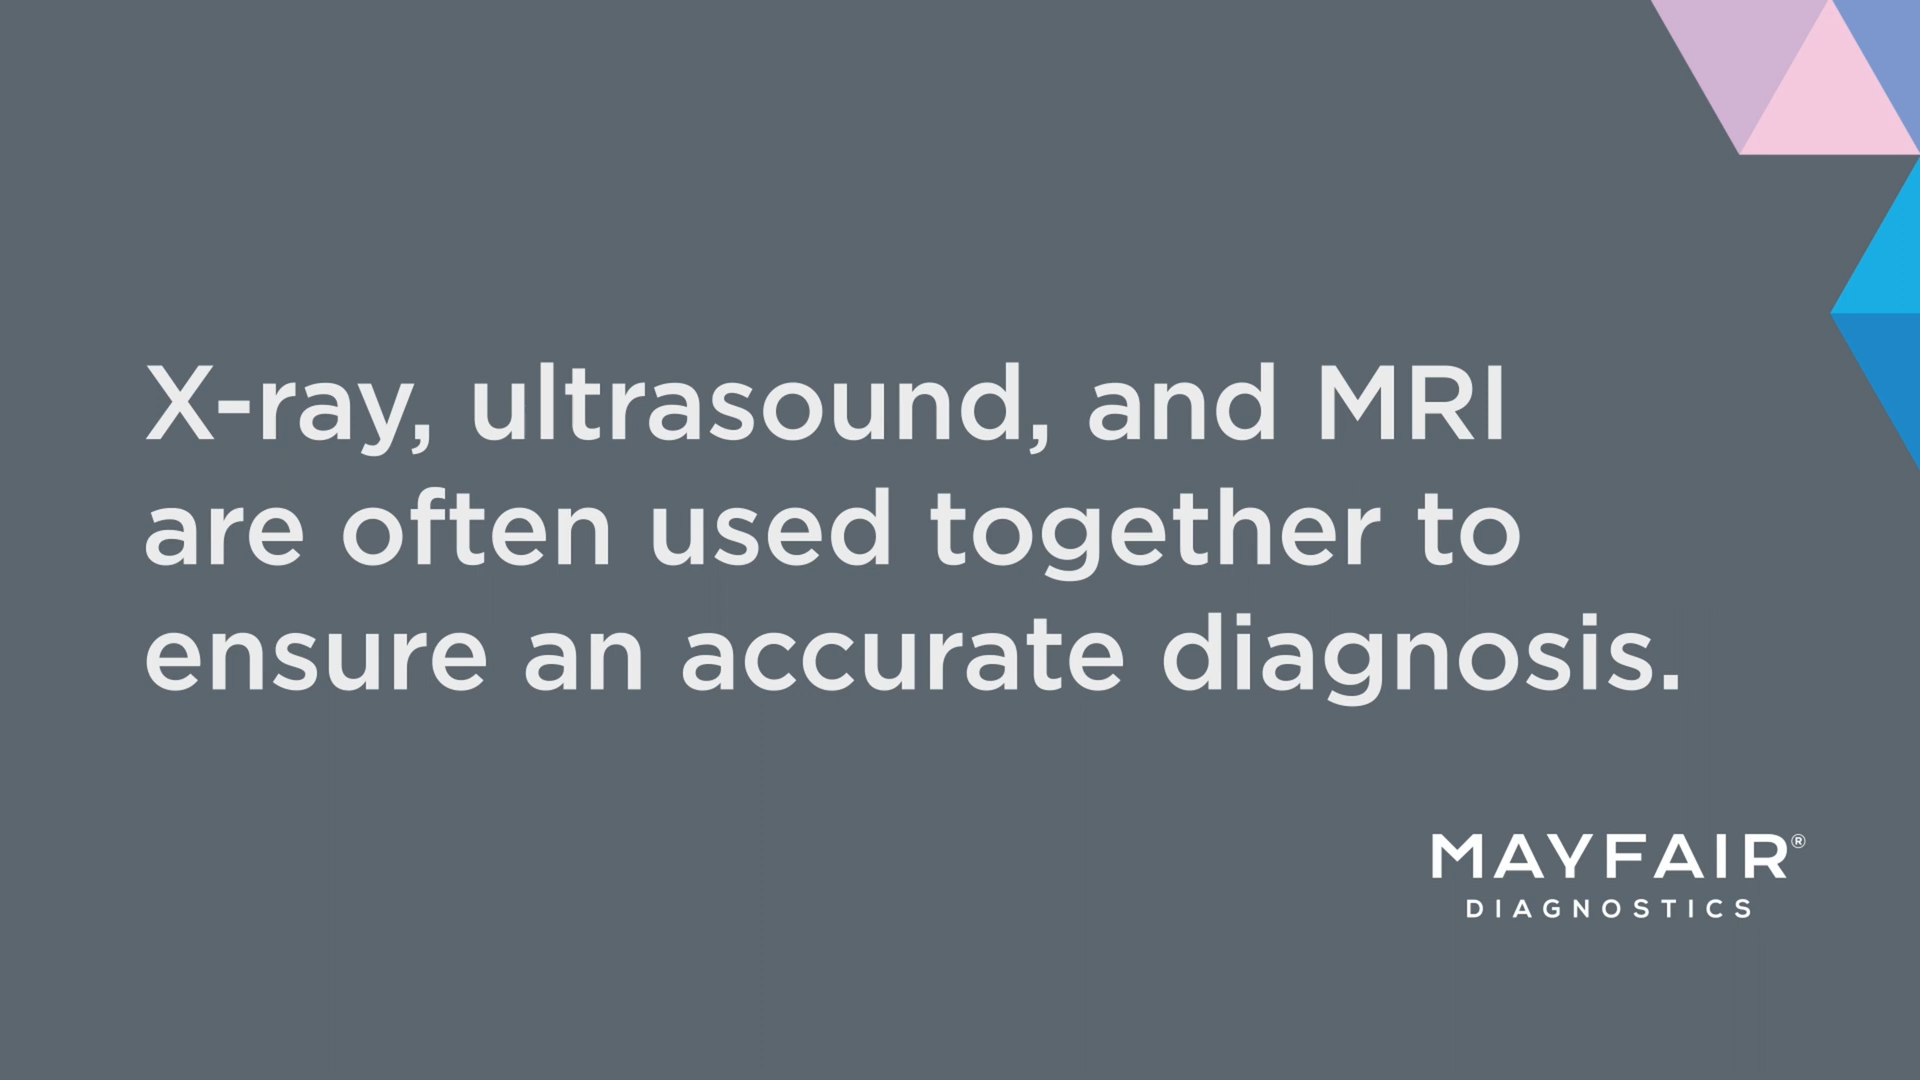 X-ray, ultrasound, and MRI
are often used together to
ensure an accurate diagnosis.
MAYFAIR®
DIAGNOSTICS